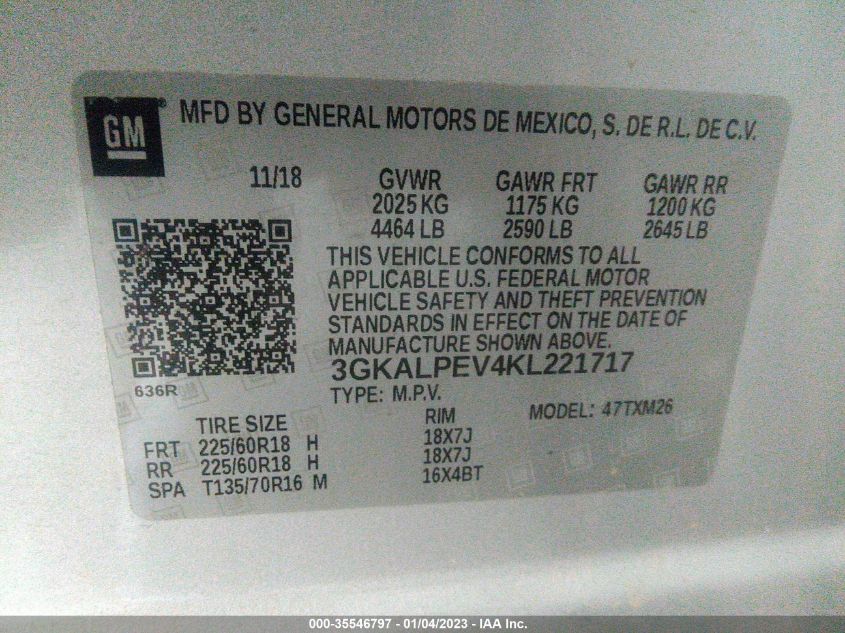 GM
MFD BY GENERAL MOTORS DE MEXICO, S. DE R.L. DE C.V.
11/18 GVWR GAWR FRT GAWR RR
2025 KG 1175 KG 1200 KG
4464 LB 2590 LB 2645 LB
THIS VEHICLE CONFORMS TO ALL
APPLICABLE U.S. FEDERAL MOTOR
VEHICLE SAFETY AND THEFT PREVENTION
STANDARDS IN EFFECT ON THE DATE OF
MANUFACTURE SHOWN ABOVE.
3GKALPEV4KL221717
636R
TYPE: M.P.V. MODEL: 47TXM26
TIRE SIZE RIM
FRT 225/60R18 H 18X7J
RR 225/60R18 H 18X7J
SPA T135/70R16 M 16X4BT
000-35546797 - 01/04/2023 - IAA Inc.